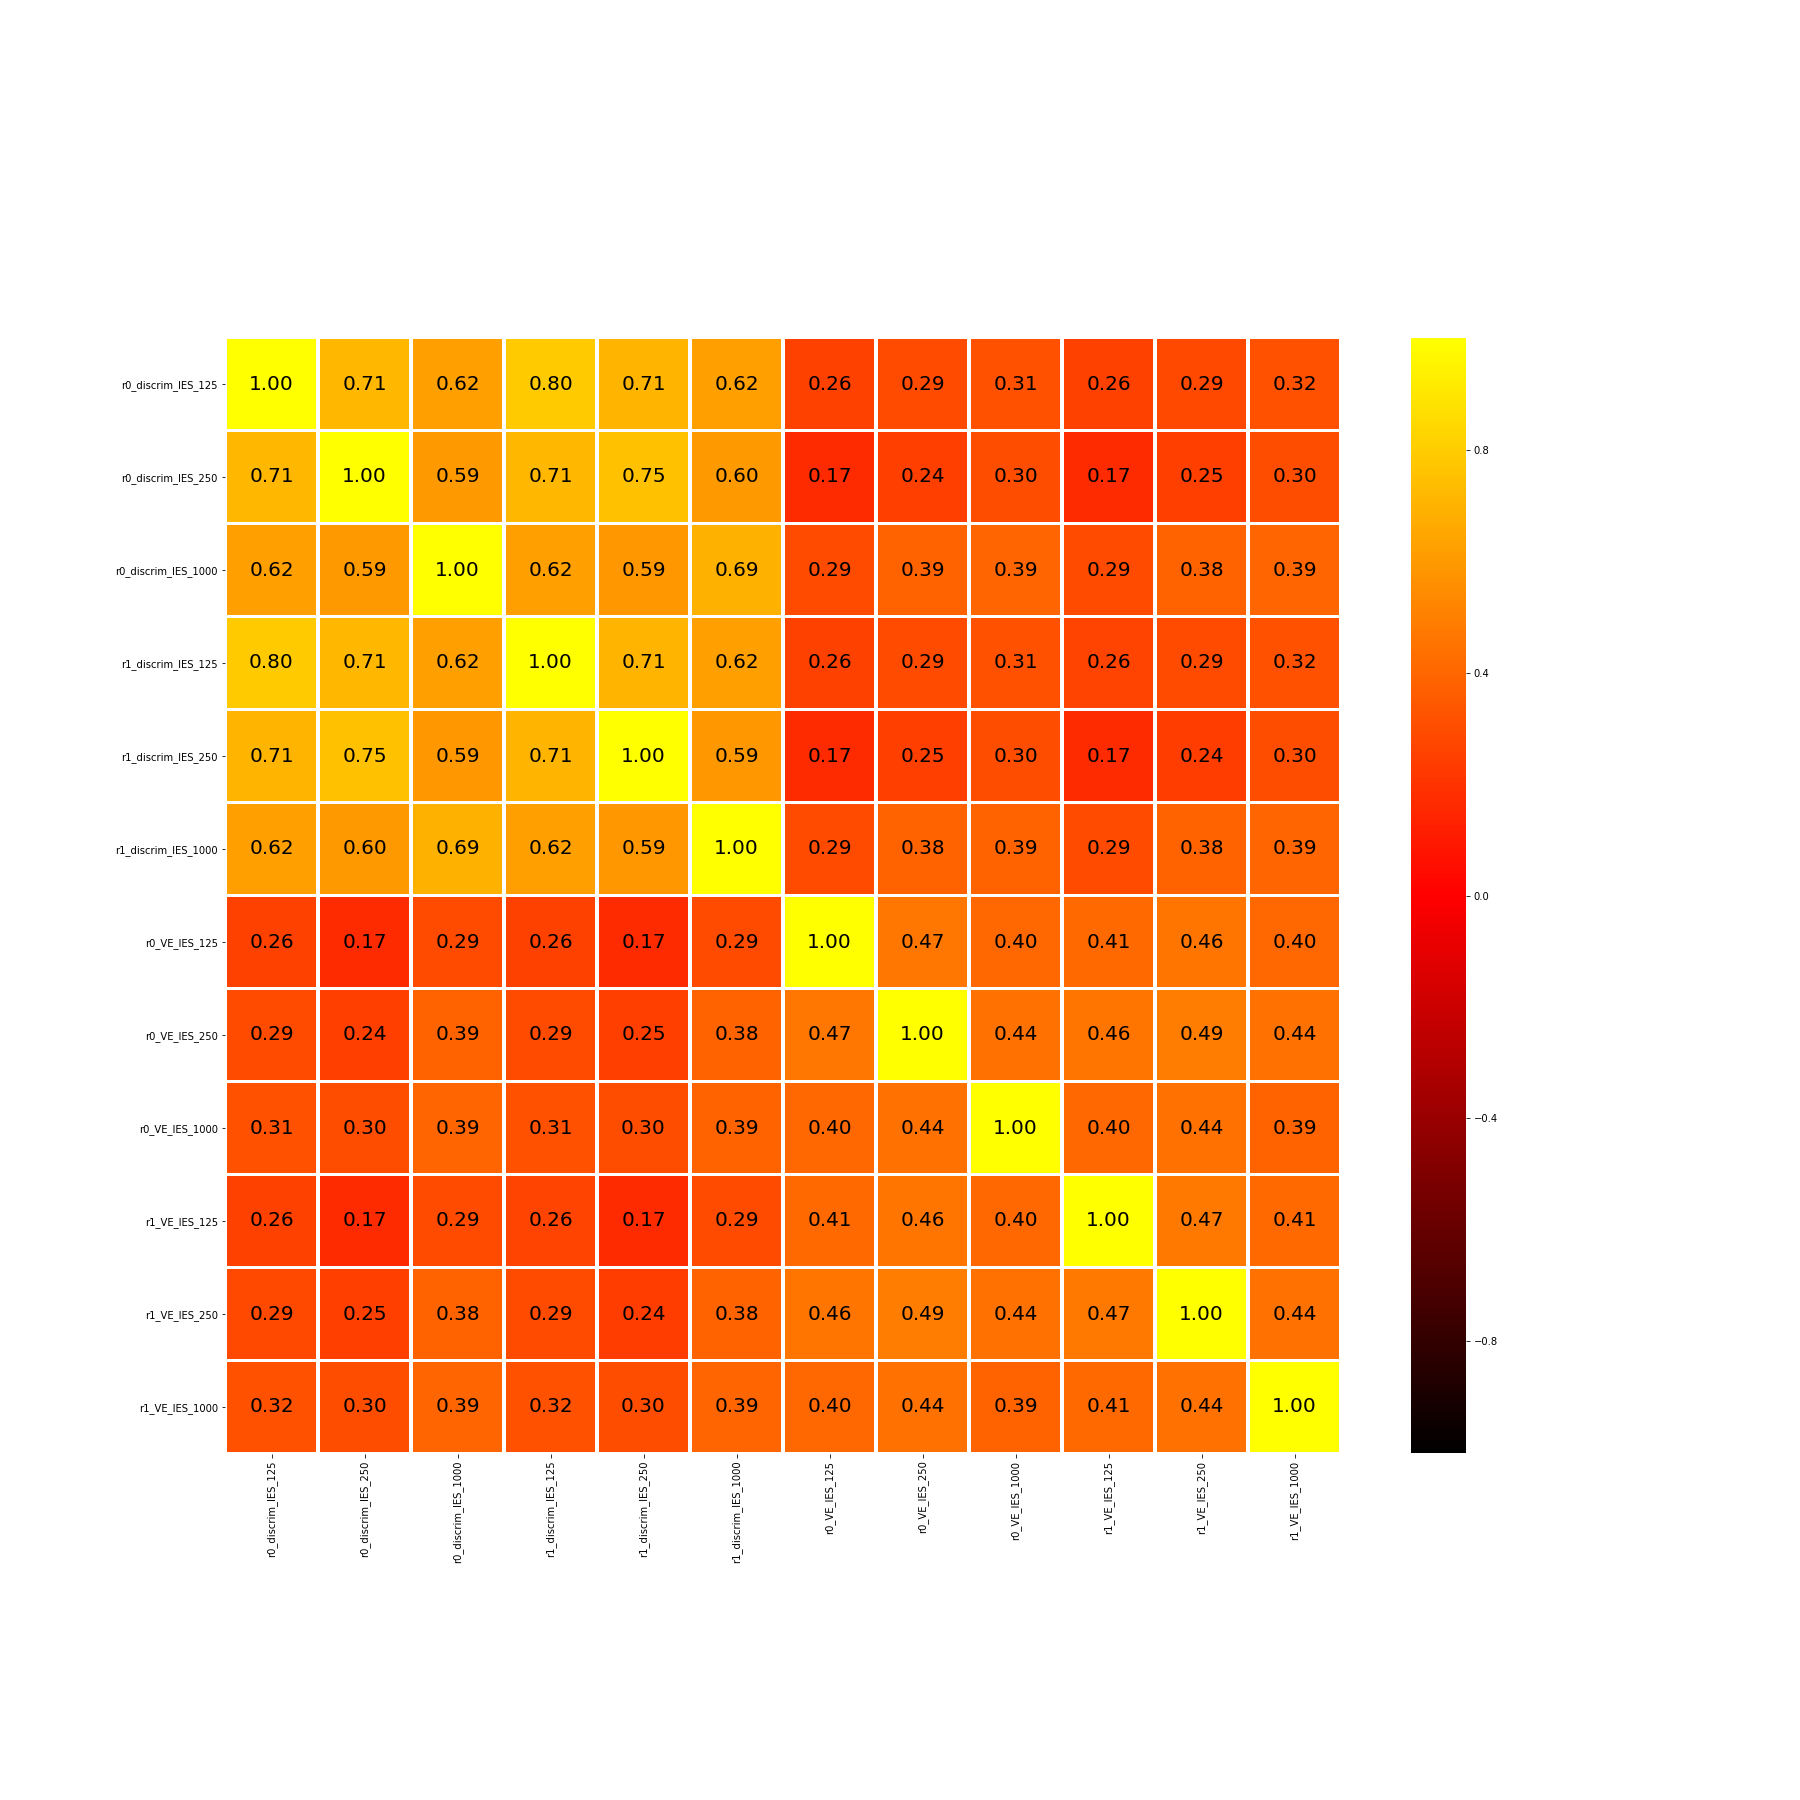 r0_discrim_IES_125 1.00 0.71 0.62 0.80 0.71 0.62 0.26 0.29 0.31 0.26 0.29 0.32
0.8
r0_discrim_IES_250 0.71 1.00 0.59 0.71 0.75 0.60 0.17 0.24 0.30 0.17 0.25 0.30
r0_discrim_IES_1000 0.62 0.59 1.00 0.62 0.59 0.69 0.29 0.39 0.39 0.29 0.38 0.39
r1_discrim_IES_125 0.80 0.71 0.62 1.00 0.71 0.62 0.26 0.29 0.31 0.26 0.29 0.32
0.4
r1_discrim_IES_250 0.71 0.75 0.59 0.71 1.00 0.59 0.17 0.25 0.30 0.17 0.24 0.30
r1_discrim_IES_1000 0.62 0.60 0.69 0.62 0.59 1.00 0.29 0.38 0.39 0.29 0.38 0.39
0.0
r0_VE_IES_125 0.26 0.17 0.29 0.26 0.17 0.29 1.00 0.47 0.40 0.41 0.46 0.40
r0_VE_IES_250 0.29 0.24 0.39 0.29 0.25 0.38 0.47 1.00 0.44 0.46 0.49 0.44
r0_VE_IES_1000 0.31 0.30 0.39 0.31 0.30 0.39 0.40 0.44 1.00 0.40 0.44 0.39
−0.4
r1_VE_IES_125 0.26 0.17 0.29 0.26 0.17 0.29 0.41 0.46 0.40 1.00 0.47 0.41
r1_VE_IES_250 0.29 0.25 0.38 0.29 0.24 0.38 0.46 0.49 0.44 0.47 1.00 0.44
−0.8
r1_VE_IES_1000 0.32 0.30 0.39 0.32 0.30 0.39 0.40 0.44 0.39 0.41 0.44 1.00
r0_discrim_IES_125
r0_discrim_IES_250
r0_discrim_IES_1000
r1_discrim_IES_125
r1_discrim_IES_250
r1_discrim_IES_1000
r0_VE_IES_125
r0_VE_IES_250
r0_VE_IES_1000
r1_VE_IES_125
r1_VE_IES_250
r1_VE_IES_1000